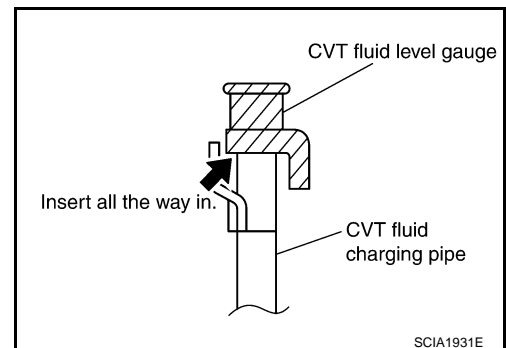 CVT fluid level gauge
Insert all the way in.
CVT fluid
charging pipe
SCIA1931E